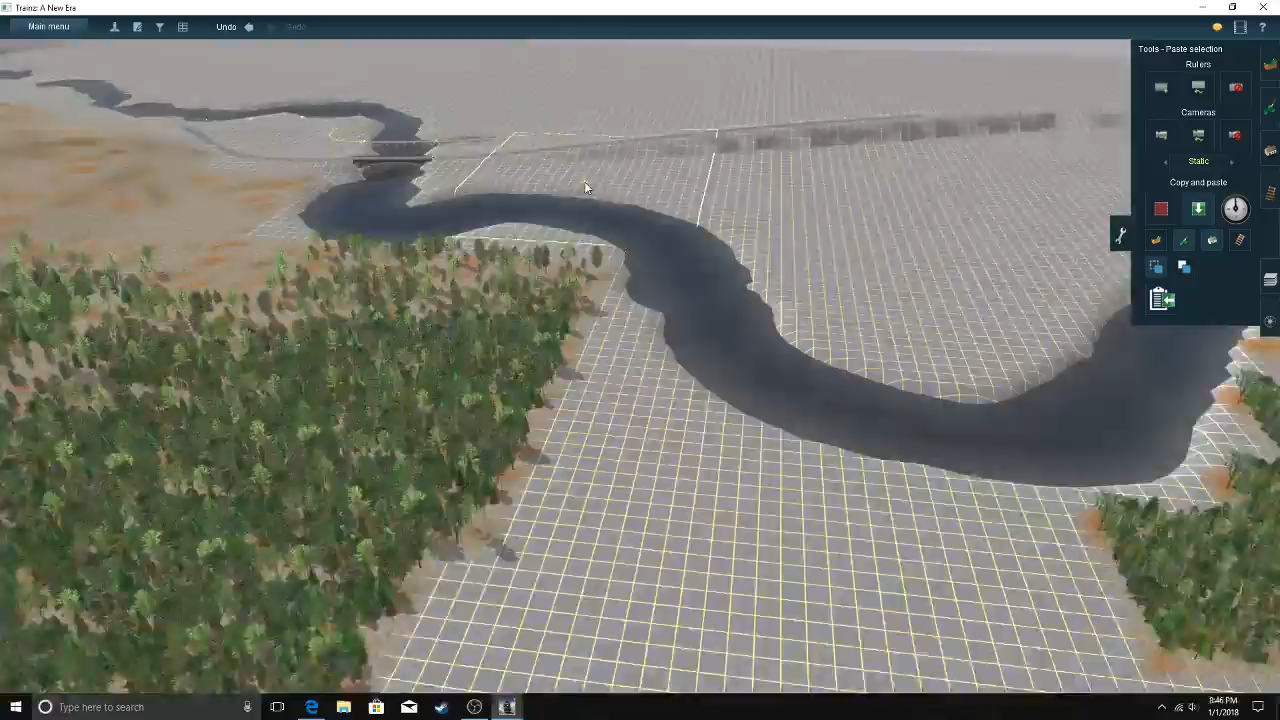 Trainz: A New Era
Main menu
Undo
Redo
Tools - Paste selection
Rulers
Cameras
Static
Copy and paste
Type here to search
8:46 PM
1/1/2018